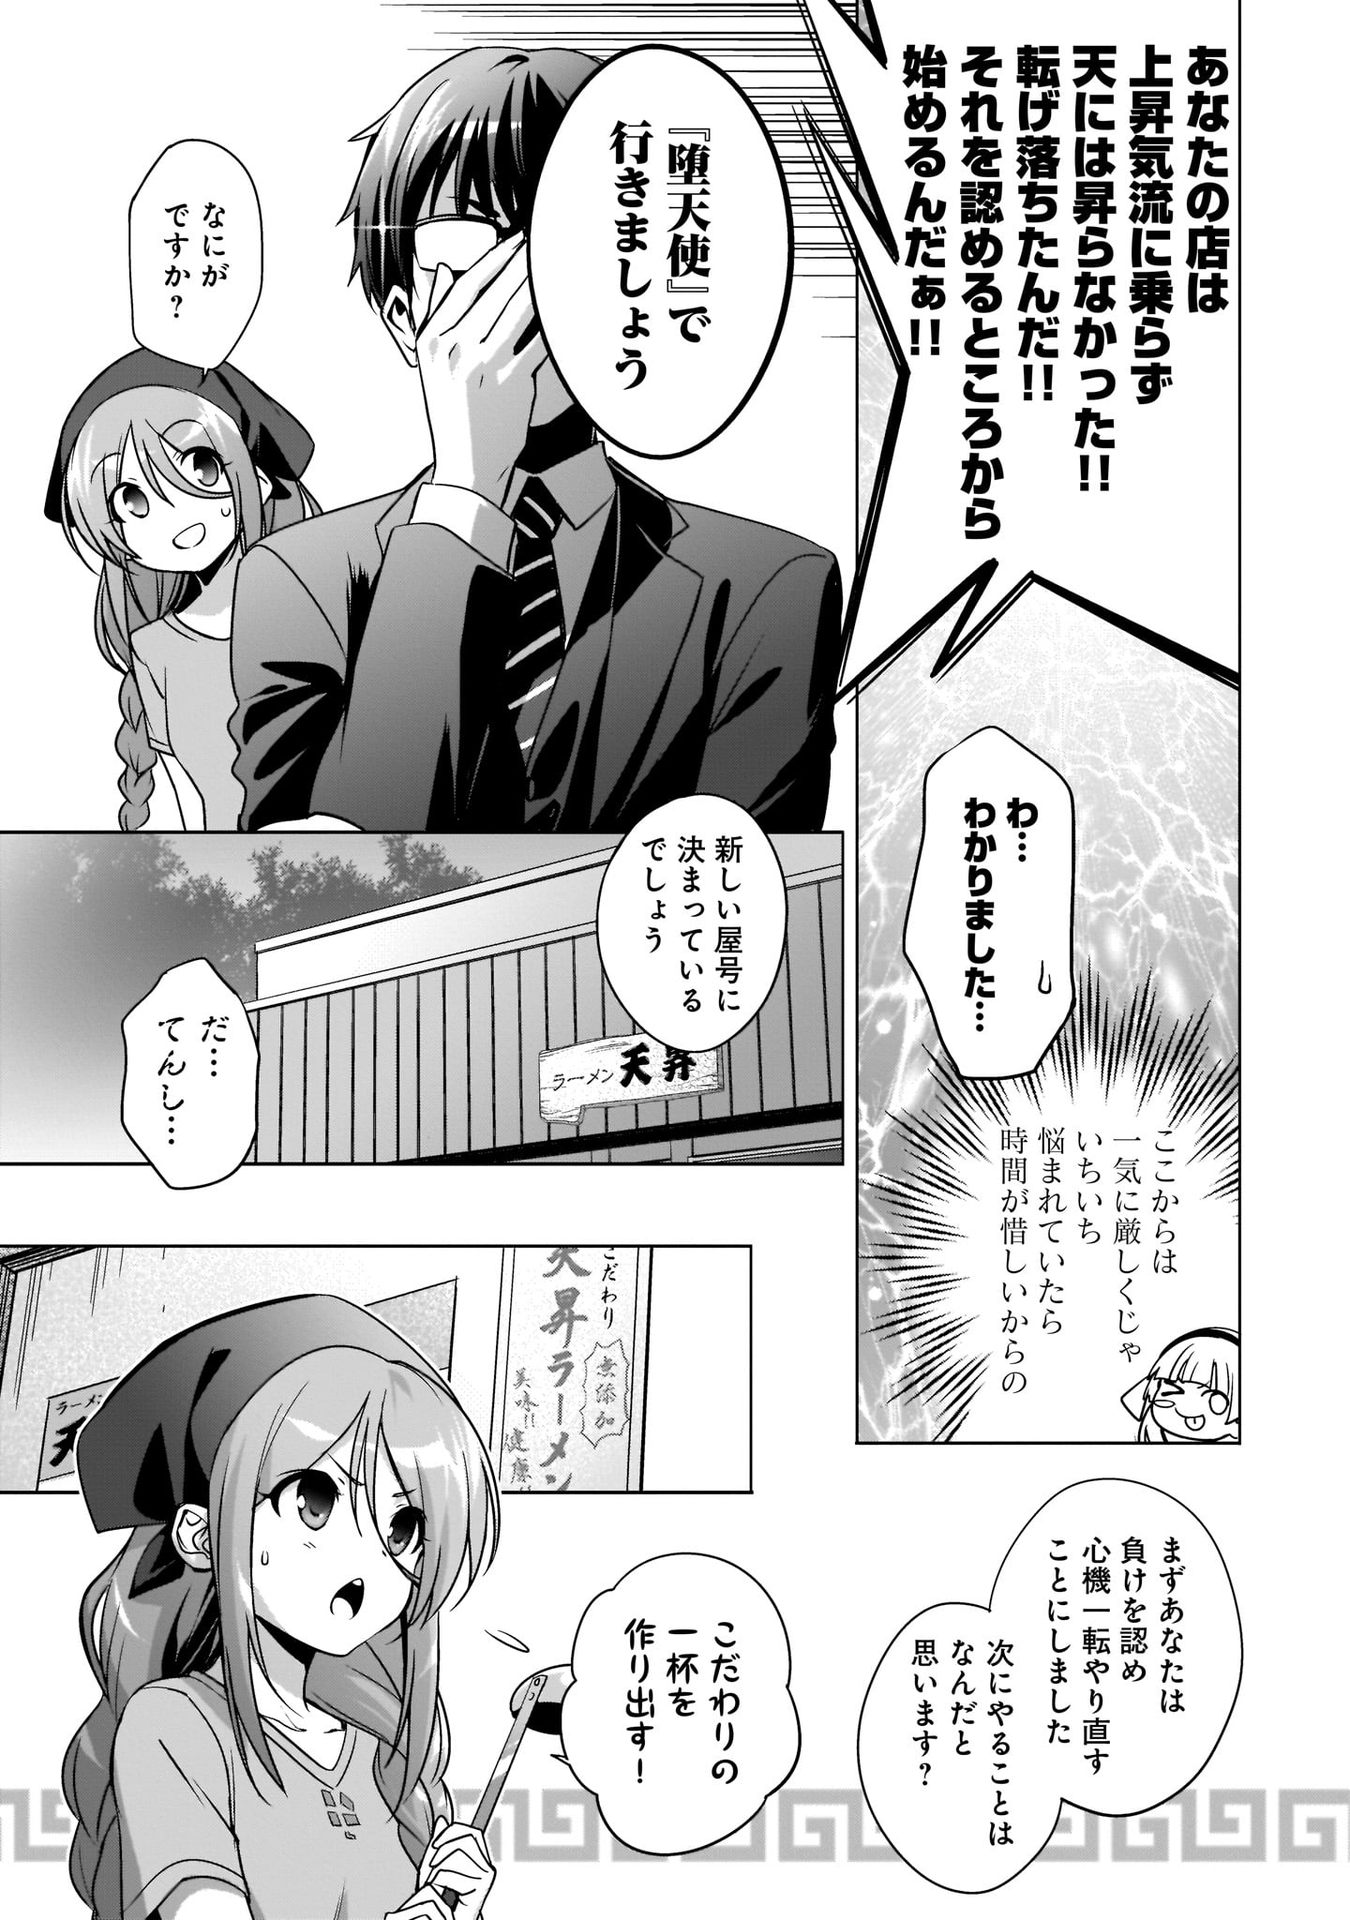 あなたの店は
上昇気流に乗らず
天には昇らなかった!!
転げ落ちたんだ!!
それを認めるところから
始めるんだぁ!!
わ…
わかりました…
ここからは
一気に厳しくじゃ
いちいち
悩まれていたら
時間が惜しいからの
『堕天使』で
行きましょう
なにが
ですか?
新しい屋号に
決まっている
でしょう
ラーメン 天昇
だ…
てんし…
こだわり
天昇ラーメン
無添加
美味!!健康!!
ラーメン
天
まずあなたは
負けを認め
心機一転やり直す
ことにしました
次にやることは
なんだと
思います?
こだわりの
一杯を
作り出す!